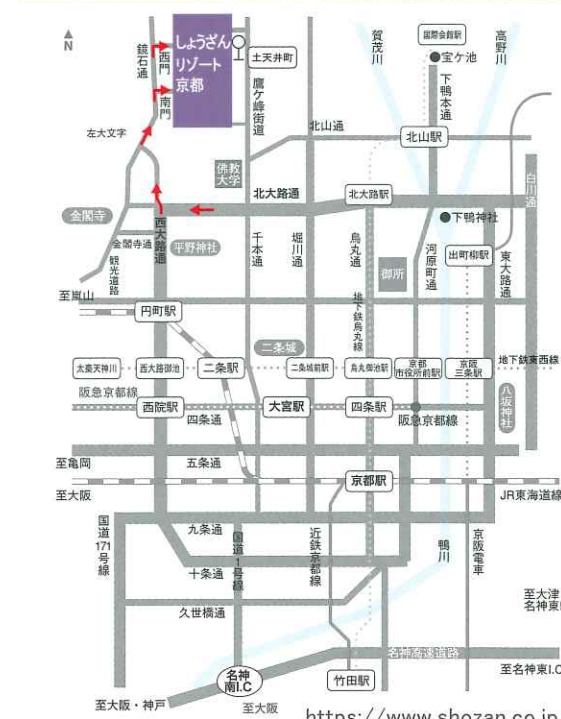 N
鏡石通
西門
南門
しょうざん
リゾート
京都
土天井町
鷹ケ峰街道
賀茂川
国際会館駅
宝ケ池
高野川
下鴨本通
左大文字
北山通
北山駅
佛教
大学
北大路通
北大路駅
白川通
金閣寺
西大路通
平野神社
下鴨神社
金閣寺通
観光道路
千本通
堀川通
烏丸通
御所
河原町通
出町柳駅
東大路通
至嵐山
円町駅
地下鉄烏丸線
二条城
太秦天神川
西大路御池
二条駅
二条城前駅
烏丸御池駅
京都
市役所前駅
京阪
三条駅
地下鉄東西線
阪急京都線
西院駅
大宮駅
四条駅
八坂神社
四条通
阪急京都線
至亀岡
五条通
京都駅
至大阪
JR東海道線
国道171号線
九条通
国道1号線
近鉄京都線
鴨川
京阪電車
十条通
久世橋通
至大津
名神東I
名神高速道路
名神
南I.C
竹田駅
至名神東I.C
至大阪・神戸
至大阪
https://www.shozan.co.jp